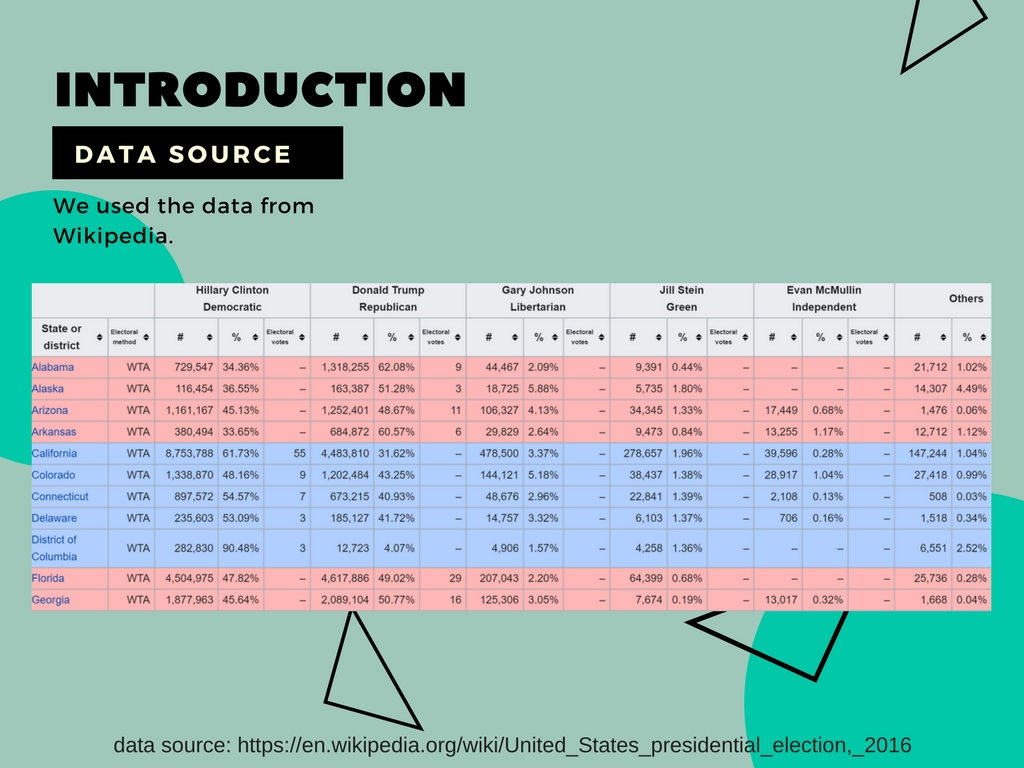 INTRODUCTION
DATA SOURCE
We used the data from
Wikipedia.
Hillary Clinton Donald Trump Gary Johnson Jill Stein Evan McMullin Others
Democratic Republican Libertarian Green Independent
State or district Electoral method # % Electoral votes # % Electoral votes # % Electoral votes # % Electoral votes # % Electoral votes # %
Alabama WTA 729,547 34.36% – 1,318,255 62.08% 9 44,467 2.09% – 9,391 0.44% – – – – 21,712 1.02%
Alaska WTA 116,454 36.55% – 163,387 51.28% 3 18,725 5.88% – 5,735 1.80% – – – – 14,307 4.49%
Arizona WTA 1,161,167 45.13% – 1,252,401 48.67% 11 106,327 4.13% – 34,345 1.33% – 17,449 0.68% – 1,476 0.06%
Arkansas WTA 380,494 33.65% – 684,872 60.57% 6 29,829 2.64% – 9,473 0.84% – 13,255 1.17% – 12,712 1.12%
California WTA 8,753,788 61.73% 55 4,483,810 31.62% – 478,500 3.37% – 278,657 1.96% – 39,596 0.28% – 147,244 1.04%
Colorado WTA 1,338,870 48.16% 9 1,202,484 43.25% – 144,121 5.18% – 38,437 1.38% – 28,917 1.04% – 27,418 0.99%
Connecticut WTA 897,572 54.57% 7 673,215 40.93% – 48,676 2.96% – 22,841 1.39% – 2,108 0.13% – 508 0.03%
Delaware WTA 235,603 53.09% 3 185,127 41.72% – 14,757 3.32% – 6,103 1.37% – 706 0.16% – 1,518 0.34%
District of Columbia WTA 282,830 90.48% 3 12,723 4.07% – 4,906 1.57% – 4,258 1.36% – – – – 6,551 2.52%
Florida WTA 4,504,975 47.82% – 4,617,886 49.02% 29 207,043 2.20% – 64,399 0.68% – – – – 25,736 0.28%
Georgia WTA 1,877,963 45.64% – 2,089,104 50.77% 16 125,306 3.05% – 7,674 0.19% – 13,017 0.32% – 1,668 0.04%
data source: https://en.wikipedia.org/wiki/United_States_presidential_election,_2016